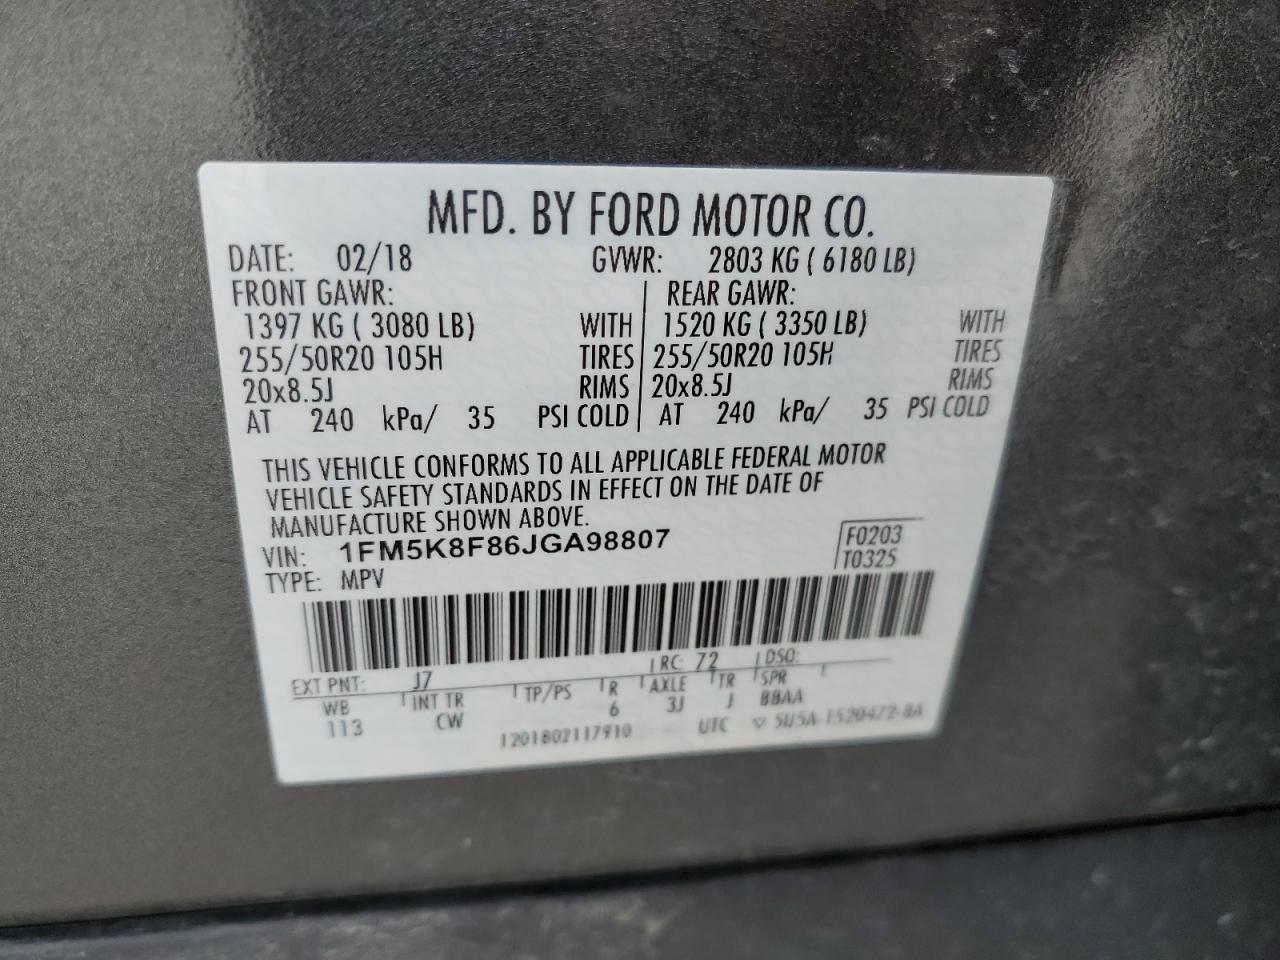 MFD. BY FORD MOTOR CO.
DATE: 02/18 GVWR: 2803 KG ( 6180 LB)
FRONT GAWR: REAR GAWR:
1397 KG ( 3080 LB) WITH 1520 KG ( 3350 LB) WITH
255/50R20 105H TIRES 255/50R20 105H TIRES
20x8.5J RIMS 20x8.5J RIMS
AT 240 kPa/ 35 PSI COLD AT 240 kPa/ 35 PSI COLD
THIS VEHICLE CONFORMS TO ALL APPLICABLE FEDERAL MOTOR
VEHICLE SAFETY STANDARDS IN EFFECT ON THE DATE OF
MANUFACTURE SHOWN ABOVE.
VIN: 1FM5K8F86JGA98807 F0203
TYPE: MPV T0325
EXT PNT: J7 RC: 72 DSO:
WB INT TR TP/PS R AXLE TR SPR
113 CW 6 3J J BBAA
1201802117910 UTC 5U5A-1520472-BA